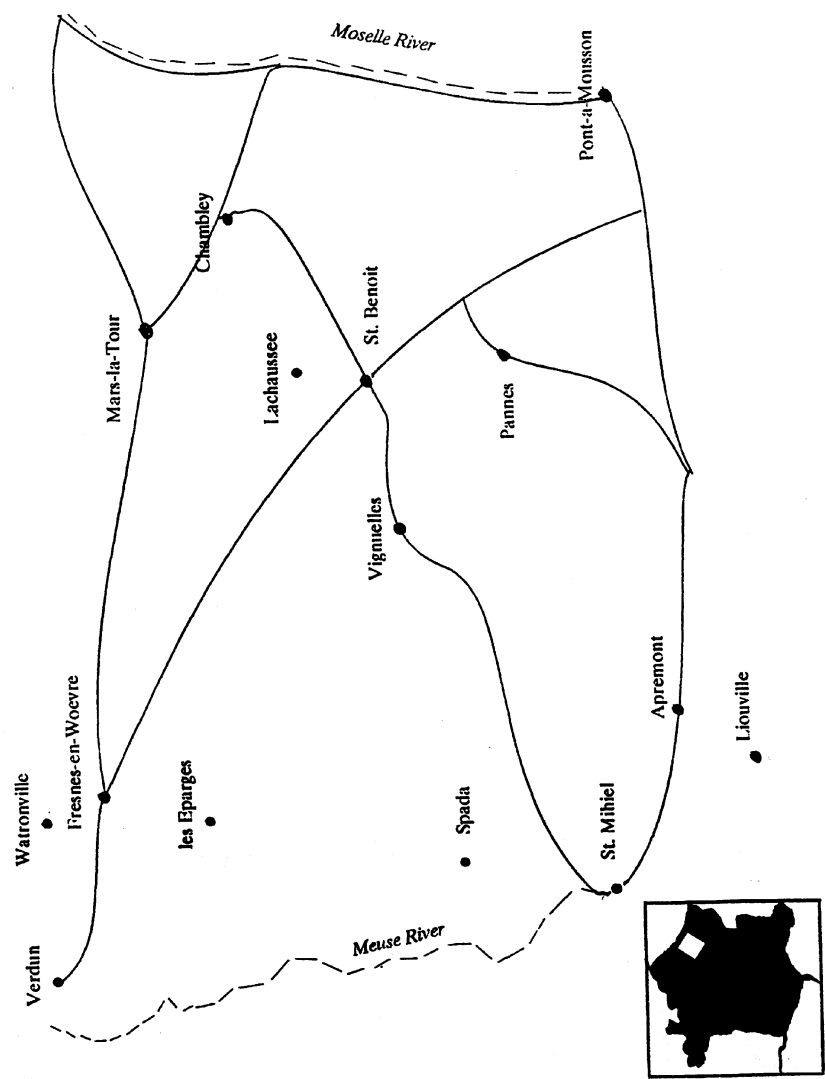 Moselle River
Pont-a-Mousson
Chambley
St. Benoit
Mars-la-Tour
Lachaussee
Pannes
Vignuelles
Fresnes-en-Woevre
Apremont
Liouville
Watronville
les Eparges
Spada
St. Mihiel
Meuse River
Verdun